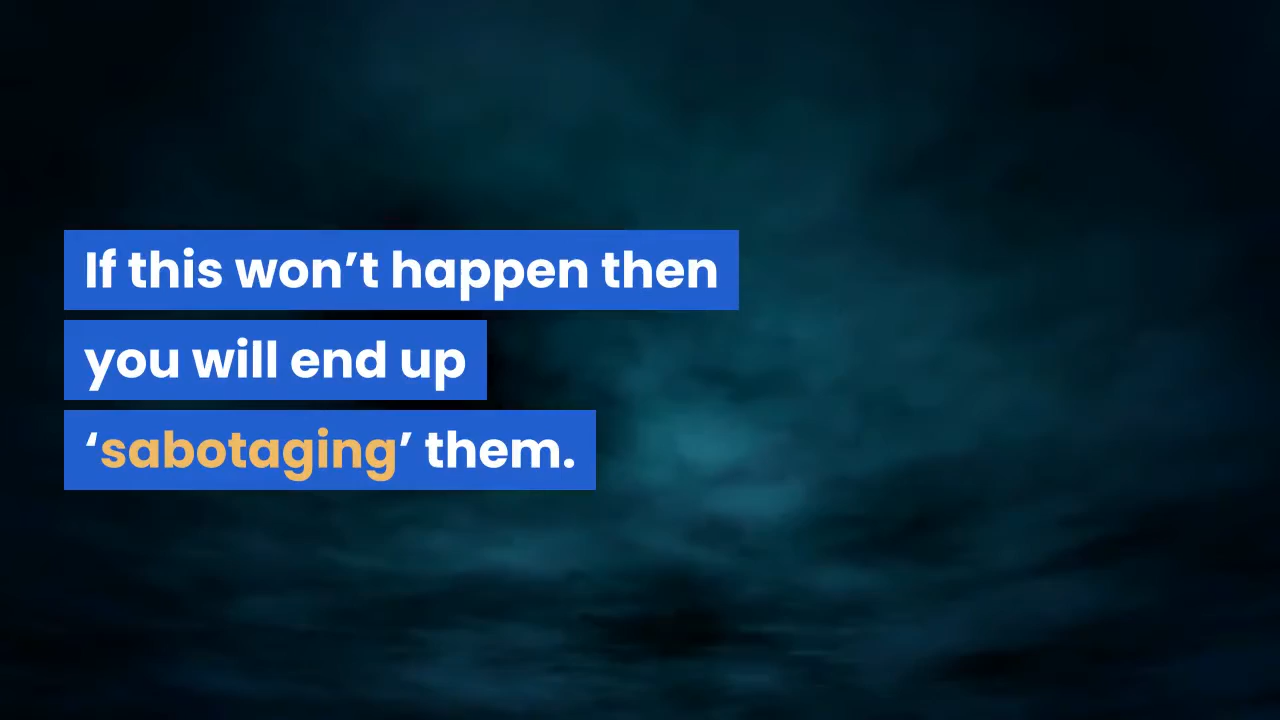 If this won’t happen then
you will end up
‘sabotaging’ them.